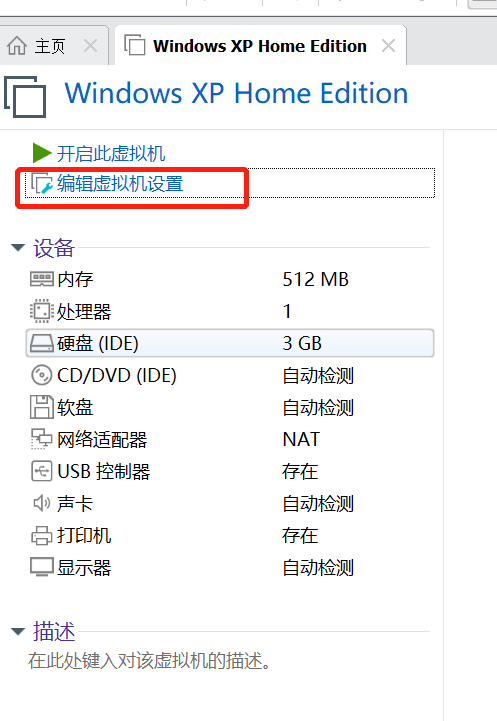 主页
Windows XP Home Edition
Windows XP Home Edition
开启此虚拟机
编辑虚拟机设置
设备
内存 512 MB
处理器 1
硬盘 (IDE) 3 GB
CD/DVD (IDE) 自动检测
软盘 自动检测
网络适配器 NAT
USB 控制器 存在
声卡 自动检测
打印机 存在
显示器 自动检测
描述
在此处键入对该虚拟机的描述。